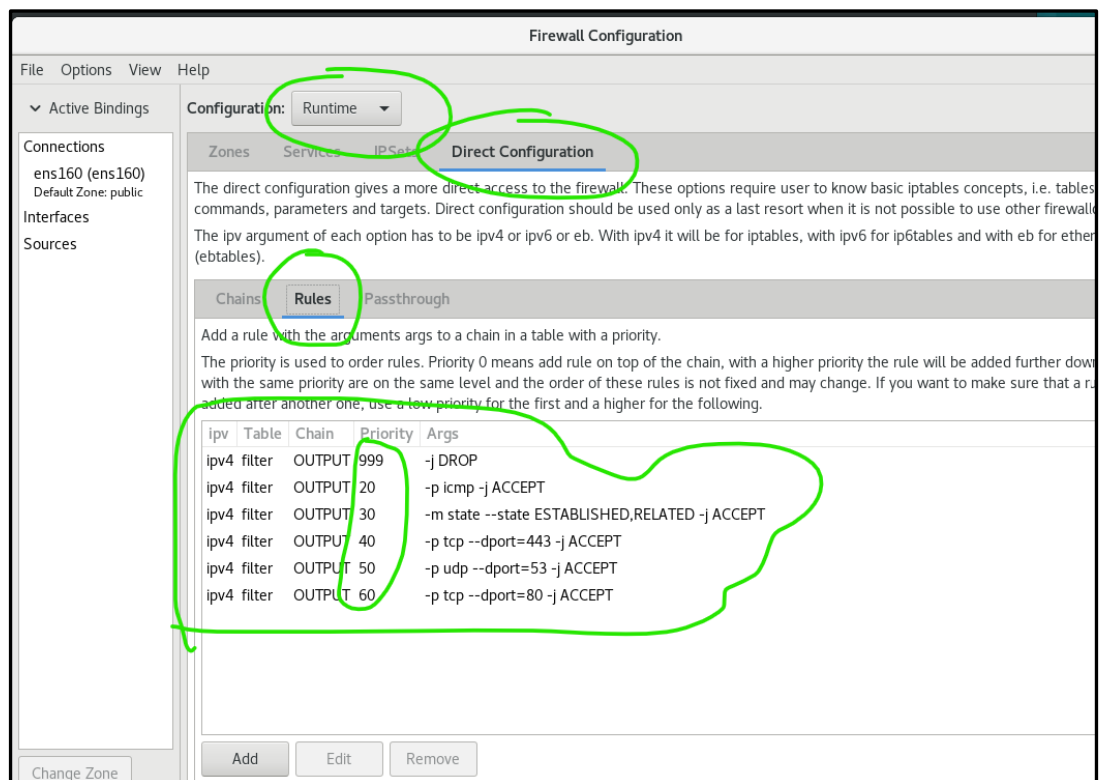 Firewall Configuration
File Options View Help
Active Bindings
Configuration: Runtime
Connections
ens160 (ens160)
Default Zone: public
Interfaces
Sources
Zones Services IPSets Direct Configuration
The direct configuration gives a more direct access to the firewall. These options require user to know basic iptables concepts, i.e. tables
commands, parameters and targets. Direct configuration should be used only as a last resort when it is not possible to use other firewall
The ipv argument of each option has to be ipv4 or ipv6 or eb. With ipv4 it will be for iptables, with ipv6 for ip6tables and with eb for ether
(ebtables).
Chains Rules Passthrough
Add a rule with the arguments args to a chain in a table with a priority.
The priority is used to order rules. Priority 0 means add rule on top of the chain, with a higher priority the rule will be added further down
with the same priority are on the same level and the order of these rules is not fixed and may change. If you want to make sure that a
added after another one, use a low priority for the first and a higher for the following.
ipv Table Chain Priority Args
ipv4 filter OUTPUT 999 -j DROP
ipv4 filter OUTPUT 20 -p icmp -j ACCEPT
ipv4 filter OUTPUT 30 -m state --state ESTABLISHED,RELATED -j ACCEPT
ipv4 filter OUTPUT 40 -p tcp --dport=443 -j ACCEPT
ipv4 filter OUTPUT 50 -p udp --dport=53 -j ACCEPT
ipv4 filter OUTPUT 60 -p tcp --dport=80 -j ACCEPT
Add Edit Remove
Change Zone